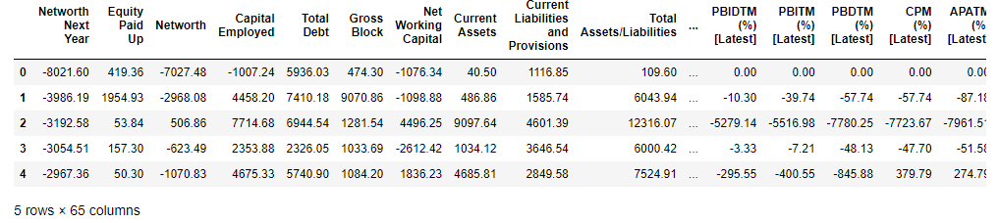 Networth Next Year Equity Paid Up Networth Capital Employed Total Debt Gross Block Net Working Capital Current Assets Current Liabilities and Provisions Total Assets/Liabilities ... PBIDTM (%) [Latest] PBITM (%) [Latest] PBDTM (%) [Latest] CPM (%) [Latest] APATM (%) [Latest
0 -8021.60 419.36 -7027.48 -1007.24 5936.03 474.30 -1076.34 40.50 1116.85 109.60 ... 0.00 0.00 0.00 0.00 0.00
1 -3986.19 1954.93 -2968.08 4458.20 7410.18 9070.86 -1098.88 486.86 1585.74 6043.94 ... -10.30 -39.74 -57.74 -57.74 -87.18
2 -3192.58 53.84 506.86 7714.68 6944.54 1281.54 4496.25 9097.64 4601.39 12316.07 ... -5279.14 -5516.98 -7780.25 -7723.67 -7961.5
3 -3054.51 157.30 -623.49 2353.88 2326.05 1033.69 -2612.42 1034.12 3646.54 6000.42 ... -3.33 -7.21 -48.13 -47.70 -51.58
4 -2967.36 50.30 -1070.83 4675.33 5740.90 1084.20 1836.23 4685.81 2849.58 7524.91 ... -295.55 -400.55 -845.88 379.79 274.79
5 rows × 65 columns